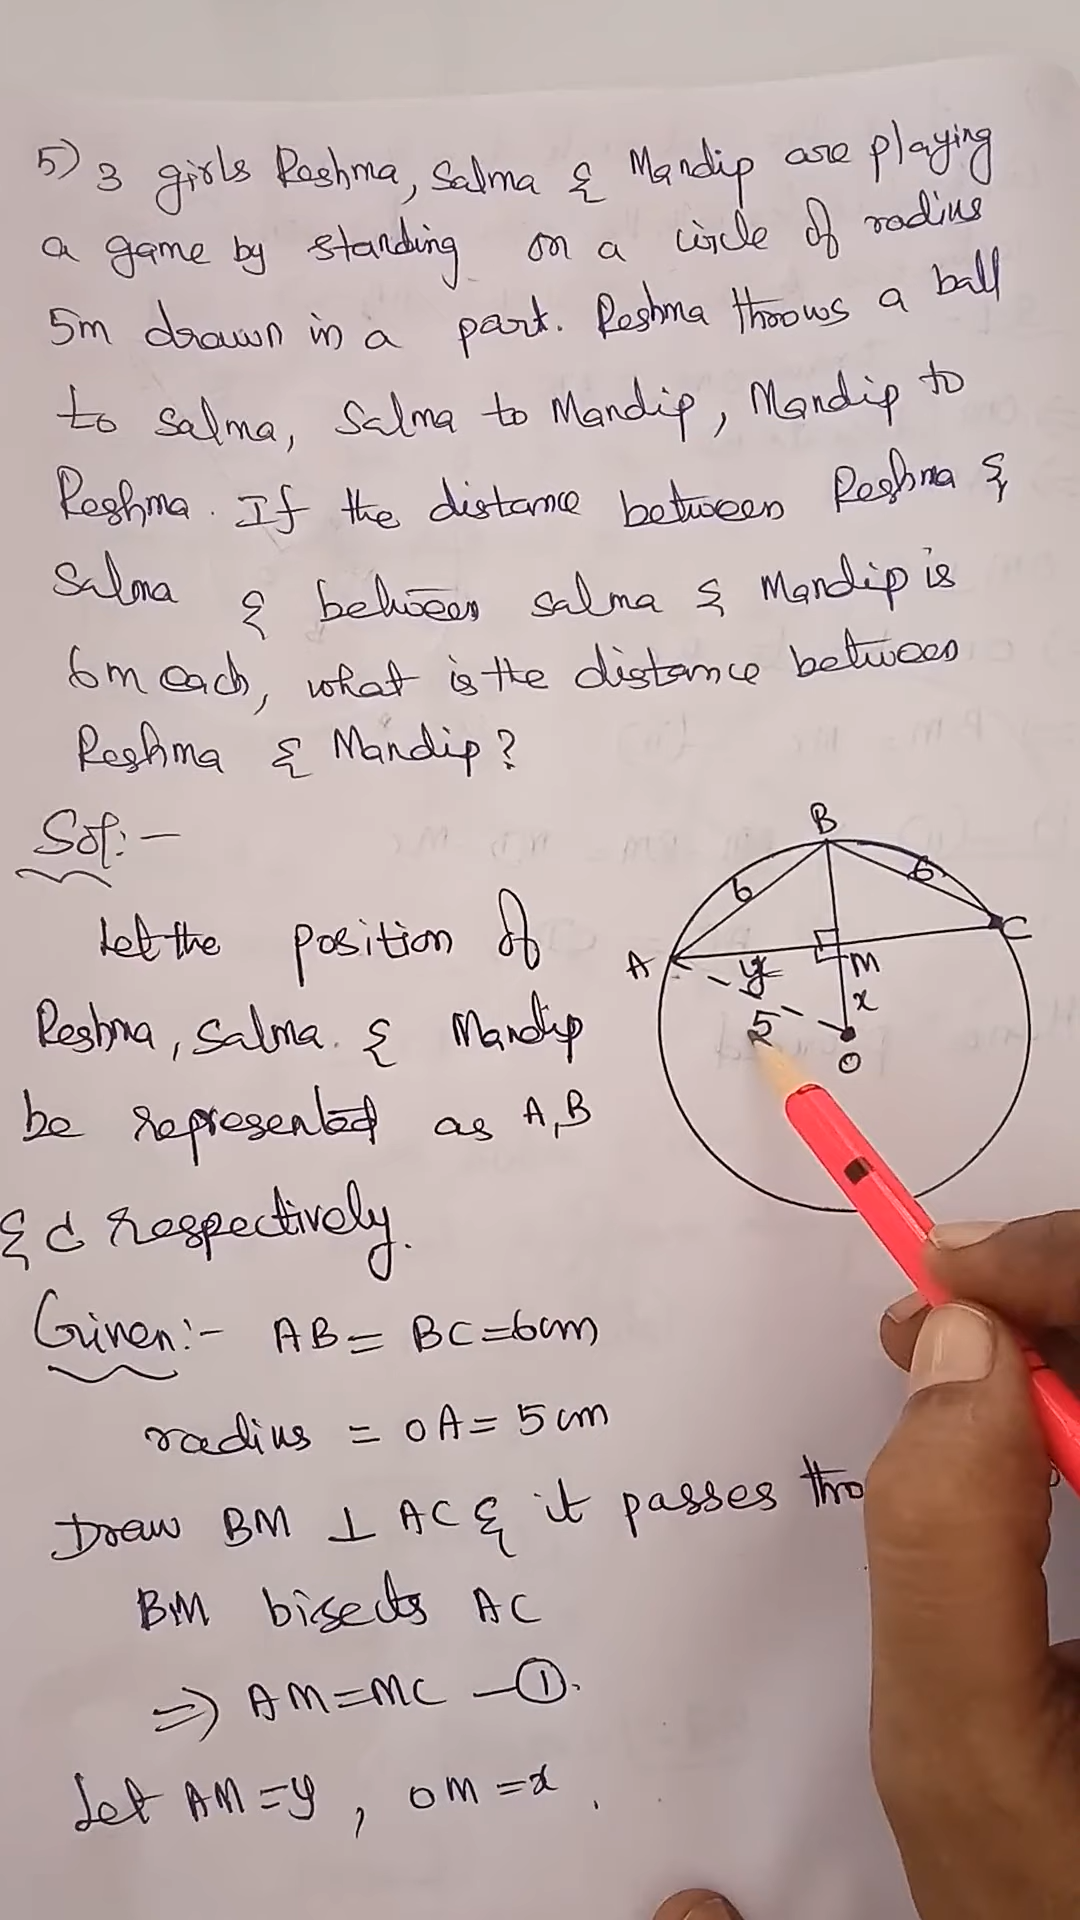 5) 3 girls Reshma, Salma & Mandip are playing
a game by standing on a circle of radius
5m drawn in a park. Reshma throws a ball
to salma, Salma to Mandip, Mandip to
Reshma. If the distance between Reshma &
Salma & between salma & Mandip is
6m each, what is the distance between
Reshma & Mandip?
Sol:-
Let the position of
Reshma, Salma. & Mandip
be represented as A,B
& C respectively.
Given:- AB = BC = 6cm
radius = OA = 5cm
Draw BM ⊥ AC & it passes thro
BM bisects AC
=> AM = MC —①.
Let AM = y, OM = x.
B
6
6
C
A
y
M
x
5
O